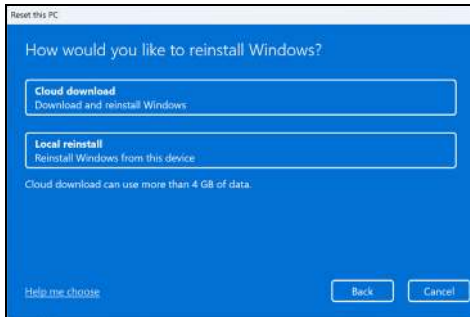 Reset this PC
How would you like to reinstall Windows?
Cloud download
Download and reinstall Windows
Local reinstall
Reinstall Windows from this device
Cloud download can use more than 4 GB of data.
Help me choose
Back
Cancel